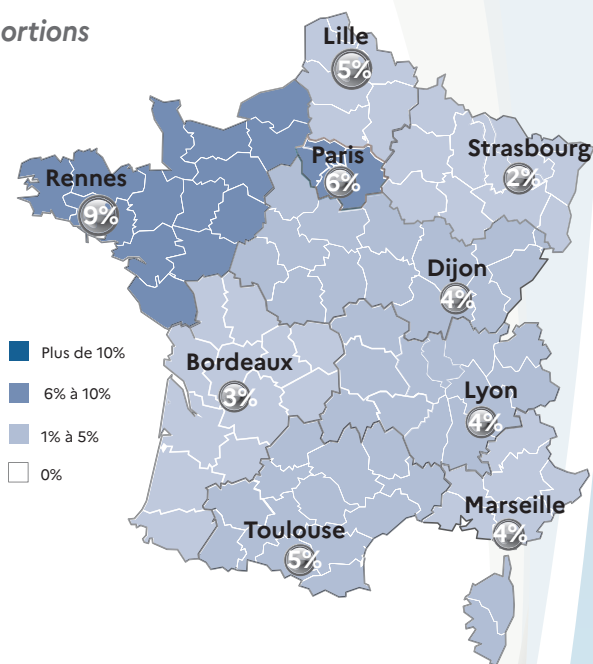 ortions
Lille
5%
Paris
6%
Strasbourg
2%
Rennes
9%
Dijon
4%
Plus de 10%
6% à 10%
1% à 5%
0%
Bordeaux
3%
Lyon
4%
Marseille
4%
Toulouse
5%